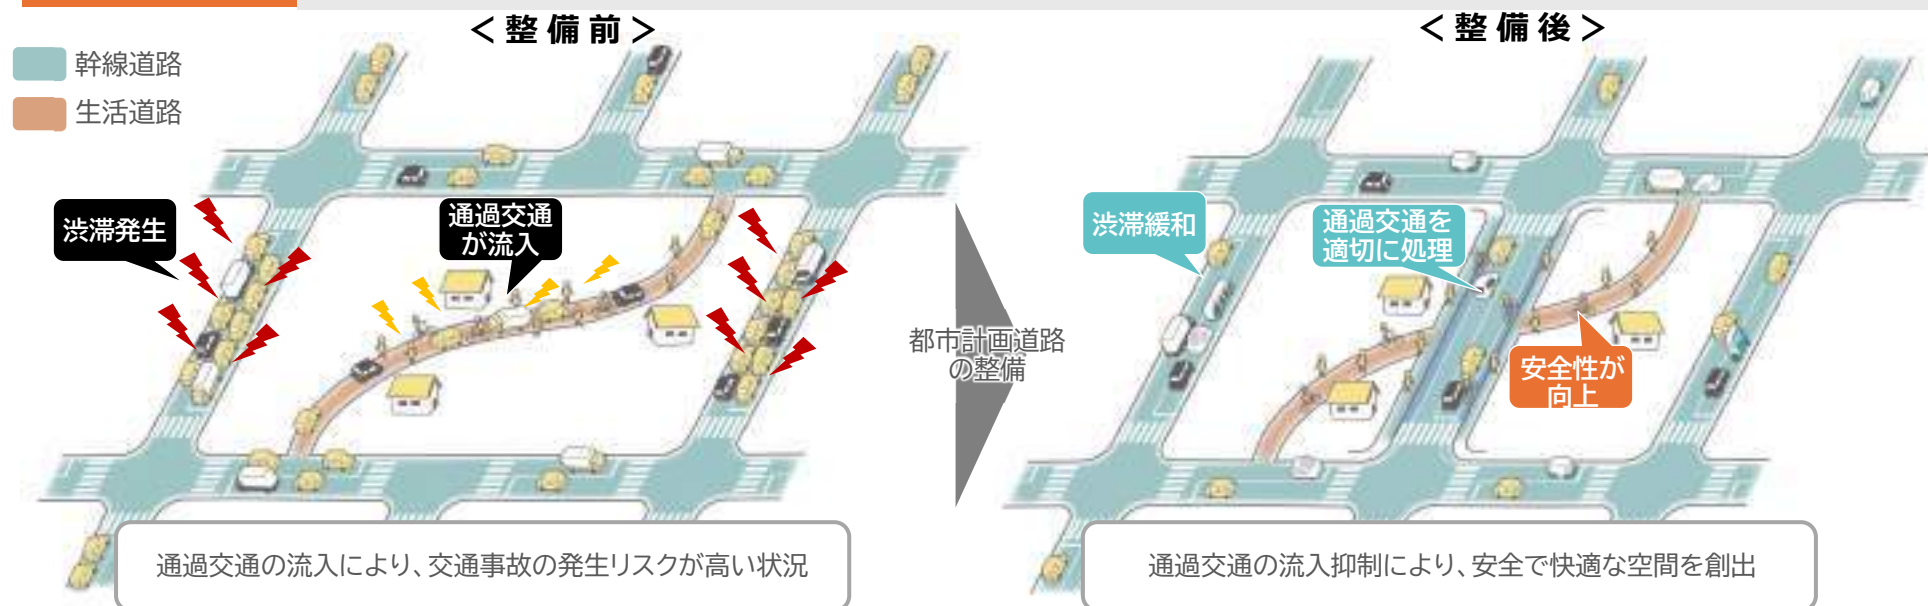 ＜整備前＞
幹線道路
生活道路
渋滞発生
通過交通
が流入
通過交通の流入により、交通事故の発生リスクが高い状況
都市計画道路
の整備
＜整備後＞
渋滞緩和
通過交通を
適切に処理
安全性が
向上
通過交通の流入抑制により、安全で快適な空間を創出